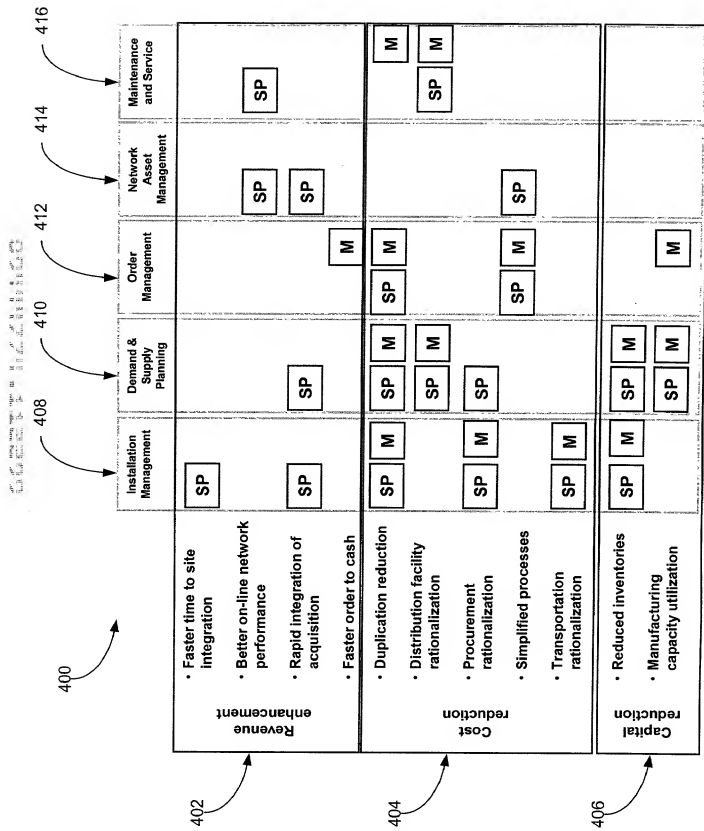 400
408
410
412
414
416
Installation
Management
Demand &
Supply
Planning
Order
Management
Network
Asset
Management
Maintenance
and Service
402
Revenue
enhancement
• Faster time to site
integration
SP
• Better on-line network
performance
SP SP
• Rapid integration of
acquisition
SP SP SP
• Faster order to cash
M
404
Cost
reduction
• Duplication reduction
SP M SP M SP M M
• Distribution facility
rationalization
SP M SP M
• Procurement
rationalization
SP M SP
• Simplified processes
SP M SP
• Transportation
rationalization
SP M
406
Capital
reduction
• Reduced inventories
SP M SP M
• Manufacturing
capacity utilization
SP M M